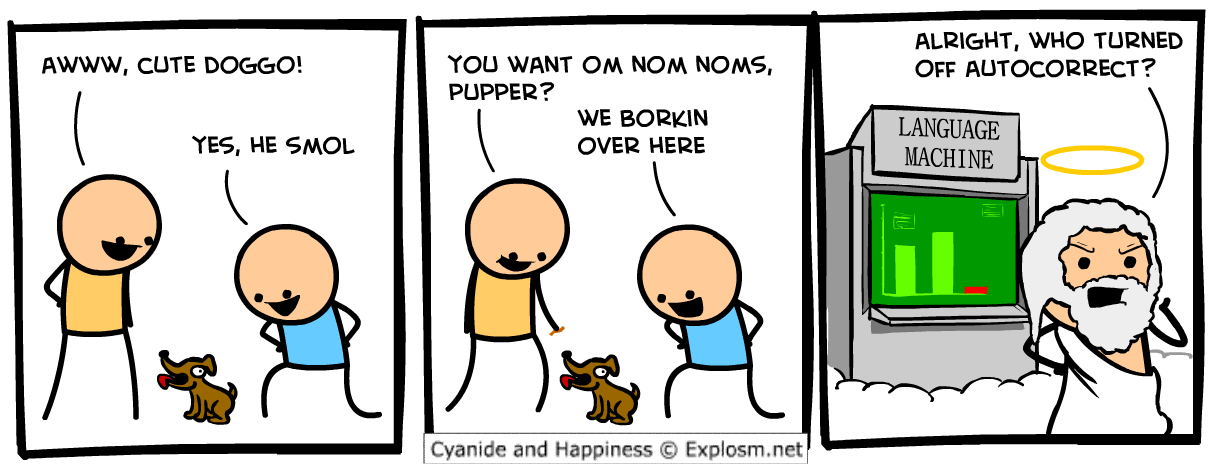 AWWW, CUTE DOGGO!
YES, HE SMOL
YOU WANT OM NOM NOMS,
PUPPER?
WE BORKIN
OVER HERE
ALRIGHT, WHO TURNED
OFF AUTOCORRECT?
LANGUAGE
MACHINE
Cyanide and Happiness © Explosm.net